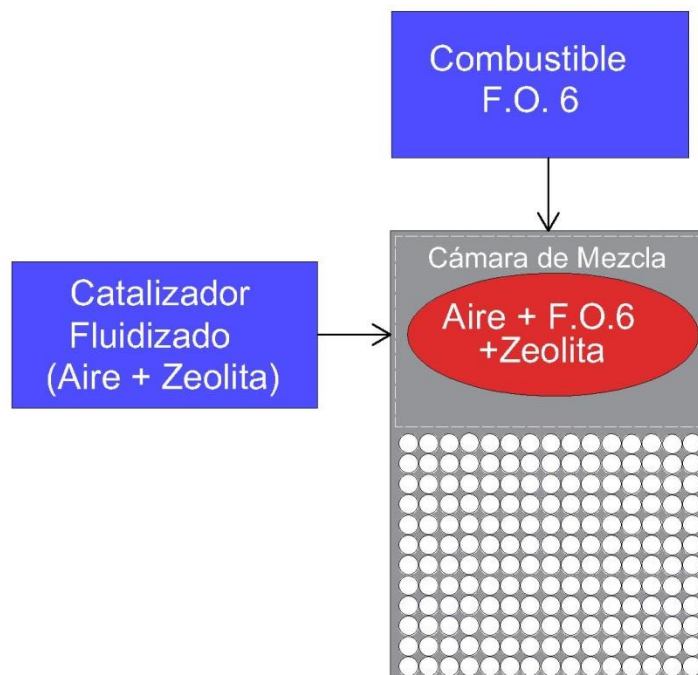 Combustible
F.O. 6
Cámara de Mezcla
Catalizador
Fluidizado
(Aire + Zeolita)
Aire + F.O.6
+Zeolita